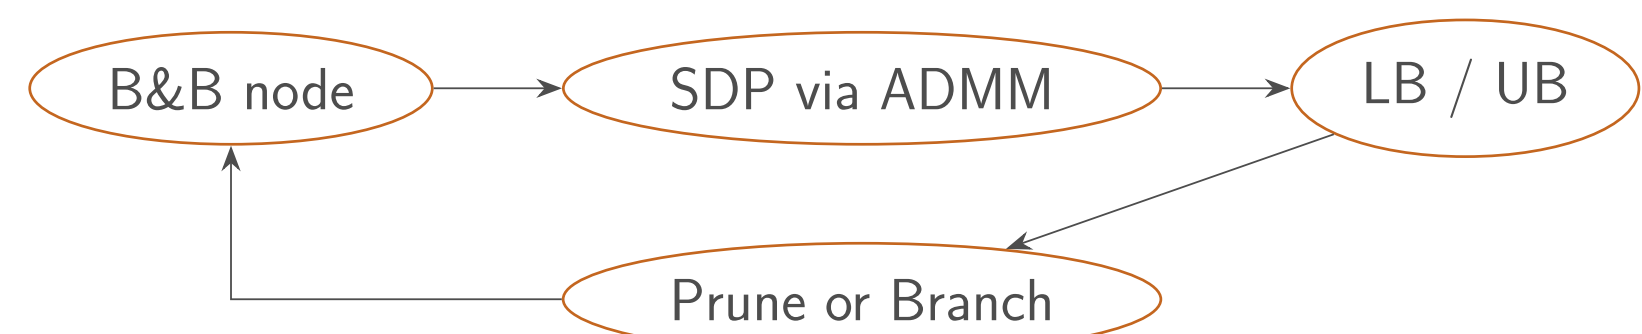 B&B node
SDP via ADMM
LB / UB
Prune or Branch